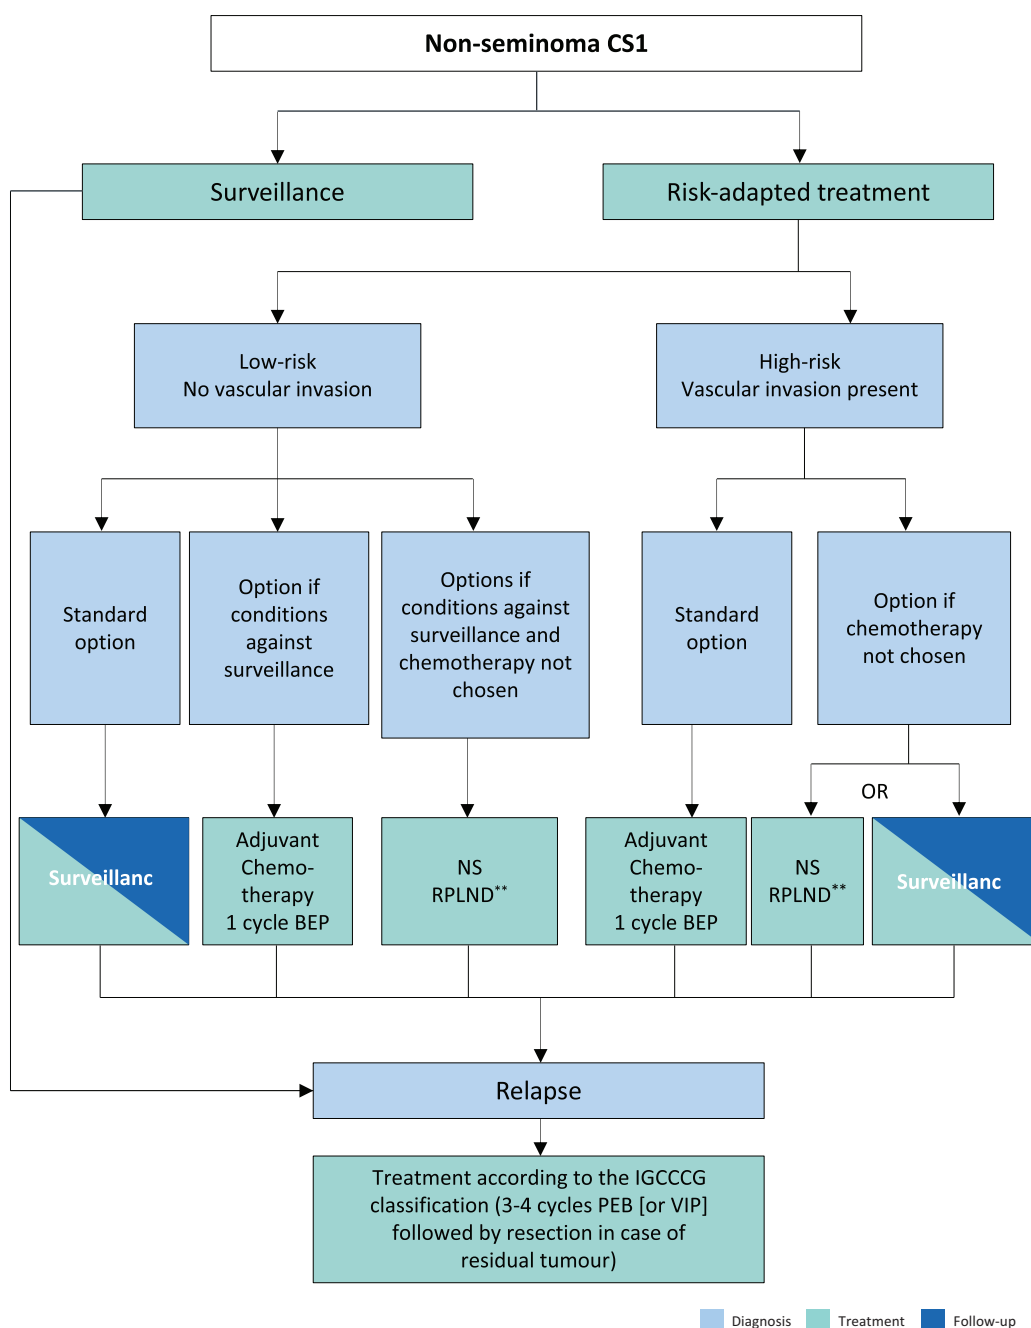 Non-seminoma CS1
Surveillance
Risk-adapted treatment
Low-risk
No vascular invasion
High-risk
Vascular invasion present
Standard
option
Option if
conditions
against
surveillance
Options if
conditions against
surveillance and
chemotherapy not
chosen
Standard
option
Option if
chemotherapy
not chosen
OR
Surveillanc
Adjuvant
Chemo-
therapy
1 cycle BEP
NS
RPLND**
Adjuvant
Chemo-
therapy
1 cycle BEP
NS
RPLND**
Surveillanc
Relapse
Treatment according to the IGCCCG
classification (3-4 cycles PEB [or VIP]
followed by resection in case of
residual tumour)
Diagnosis Treatment Follow-up